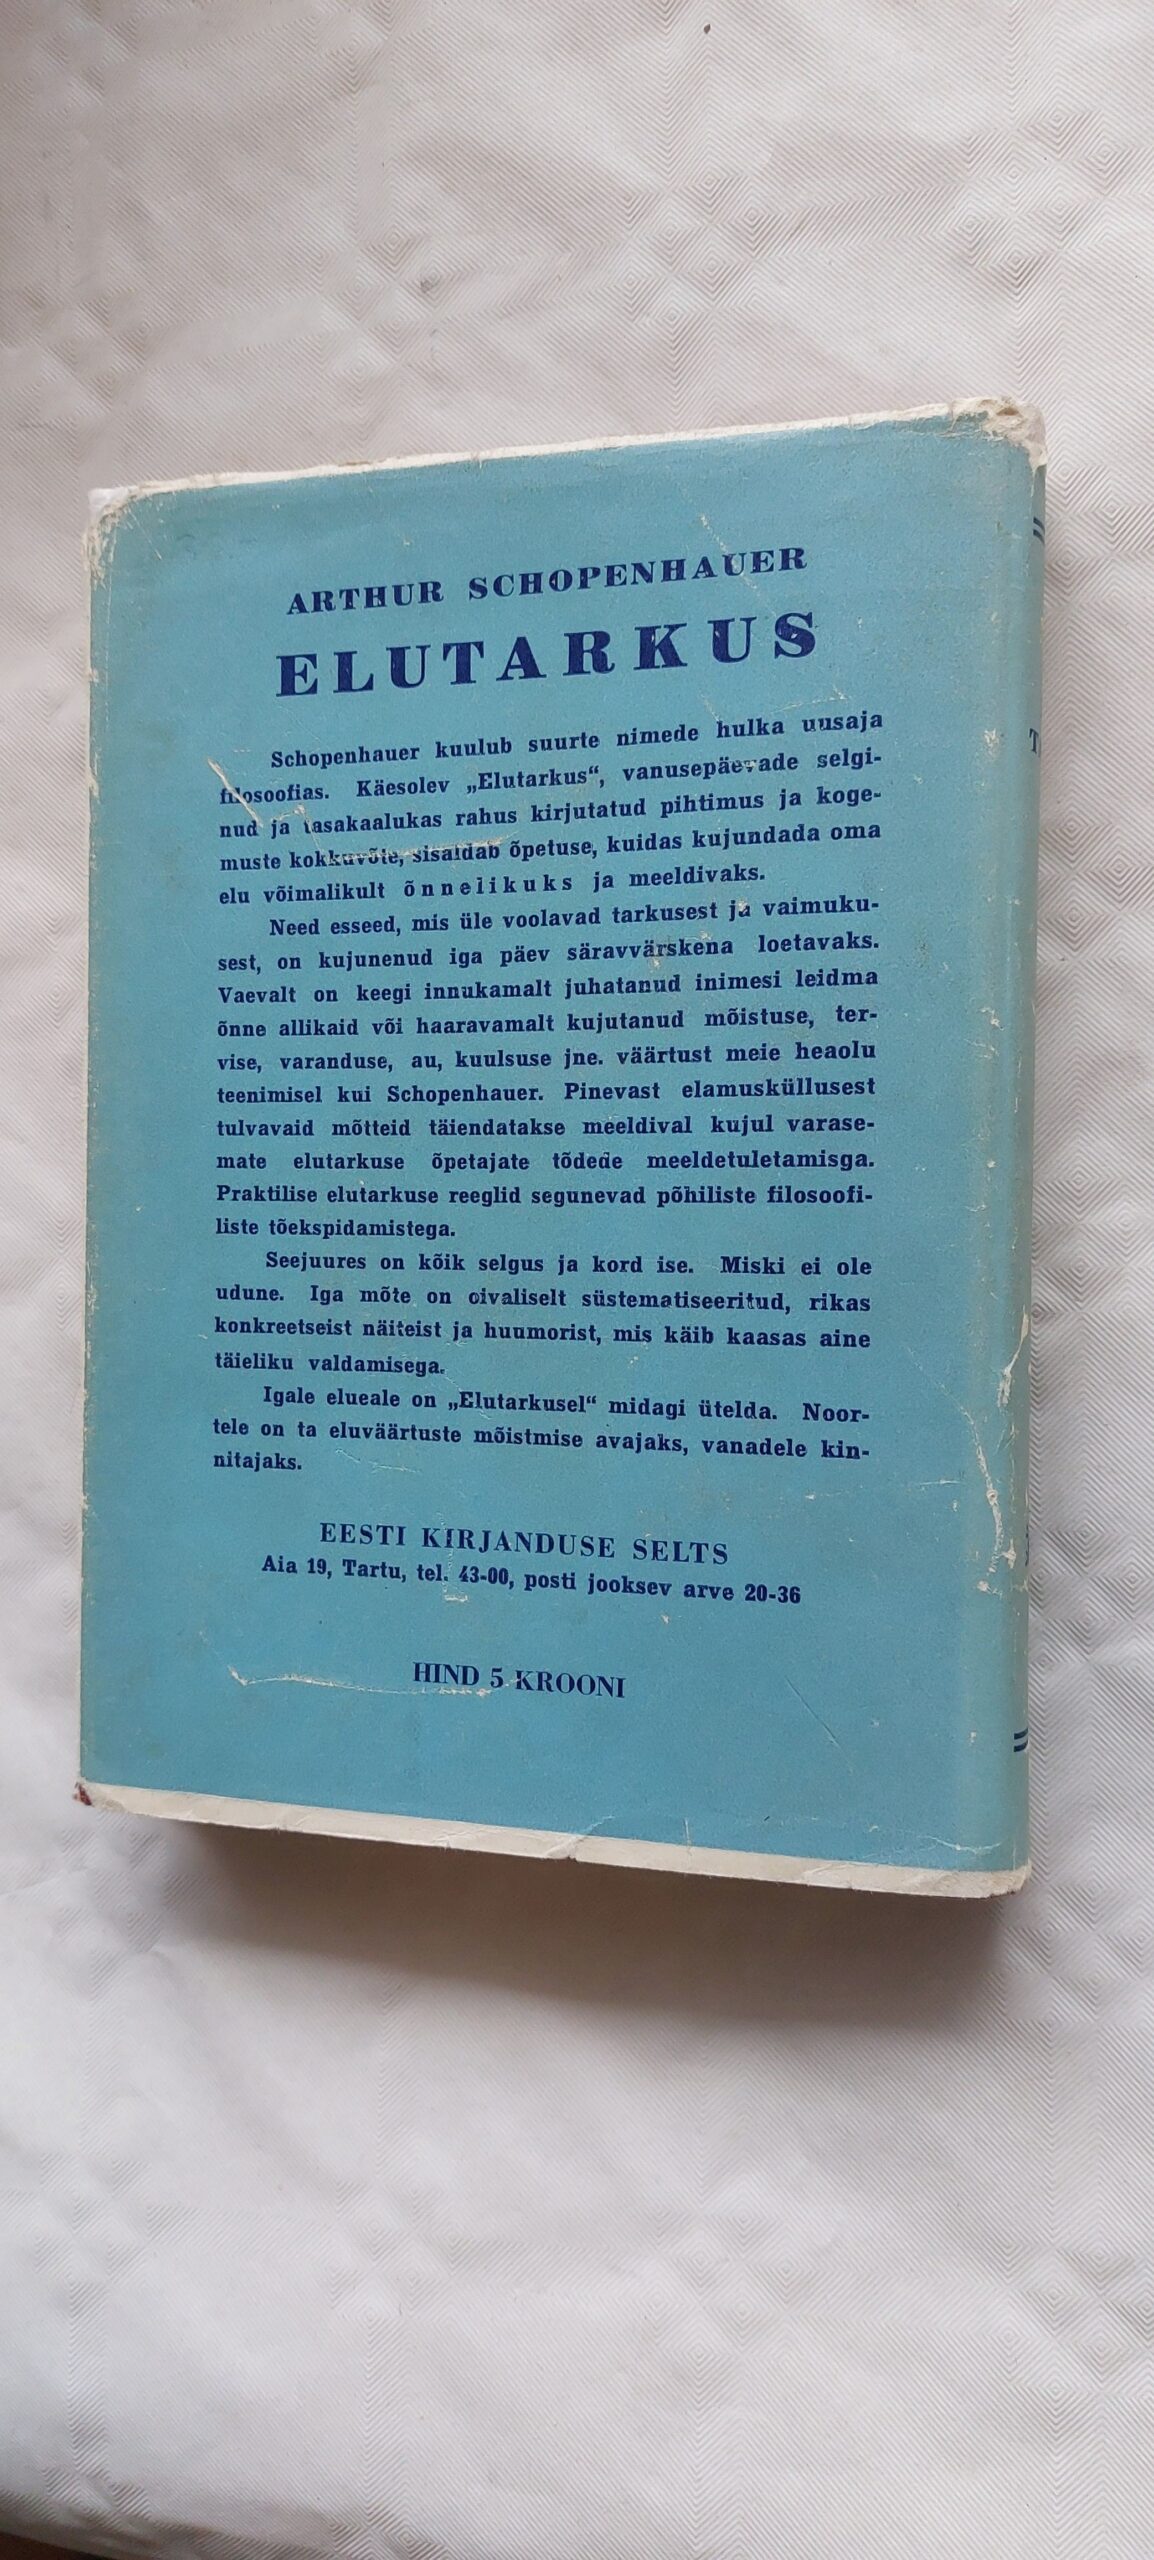 ARTHUR SCHOPENHAUER
ELUTARKUS
Schopenhauer kuulub suurte nimede hulka uusaja
filosoofias. Käesolev „Elutarkus“, vanusepäevade selgi-
nud ja tasakaalukas rahus kirjutatud pihtimus ja koge-
muste kokkuvõte, sisaldab õpetuse, kuidas kujundada oma
elu võimalikult õnnelikuks ja meeldivaks.
Need esseed, mis üle voolavad tarkusest ja vaimuku-
sest, on kujunenud iga päev säravvärskena loetavaks.
Vaevalt on keegi innukamalt juhatanud inimesi leidma
õnne allikaid või haaravamalt kujutanud mõistuse, ter-
vise, varanduse, au, kuulsuse jne. väärtust meie heaolu
teenimisel kui Schopenhauer. Pinevast elamusküllusest
tulvavaid mõtteid täiendatakse meeldival kujul varase-
mate elutarkuse õpetajate tõdede meeldetuletamisga.
Praktilise elutarkuse reeglid segunevad põhiliste filosoofi-
liste tõekspidamistega.
Seejuures on kõik selgus ja kord ise. Miski ei ole
udune. Iga mõte on oivaliselt süstematiseeritud, rikas
konkreetseist näiteist ja huumorist, mis käib kaasas aine
täieliku valdamisega.
Igale elueale on „Elutarkusel“ midagi ütelda. Noor-
tele on ta eluväärtuste mõistmise avajaks, vanadele kin-
nitajaks.
EESTI KIRJANDUSE SELTS
Aia 19, Tartu, tel. 43-00, posti jooksev arve 20-36
HIND 5 KROONI